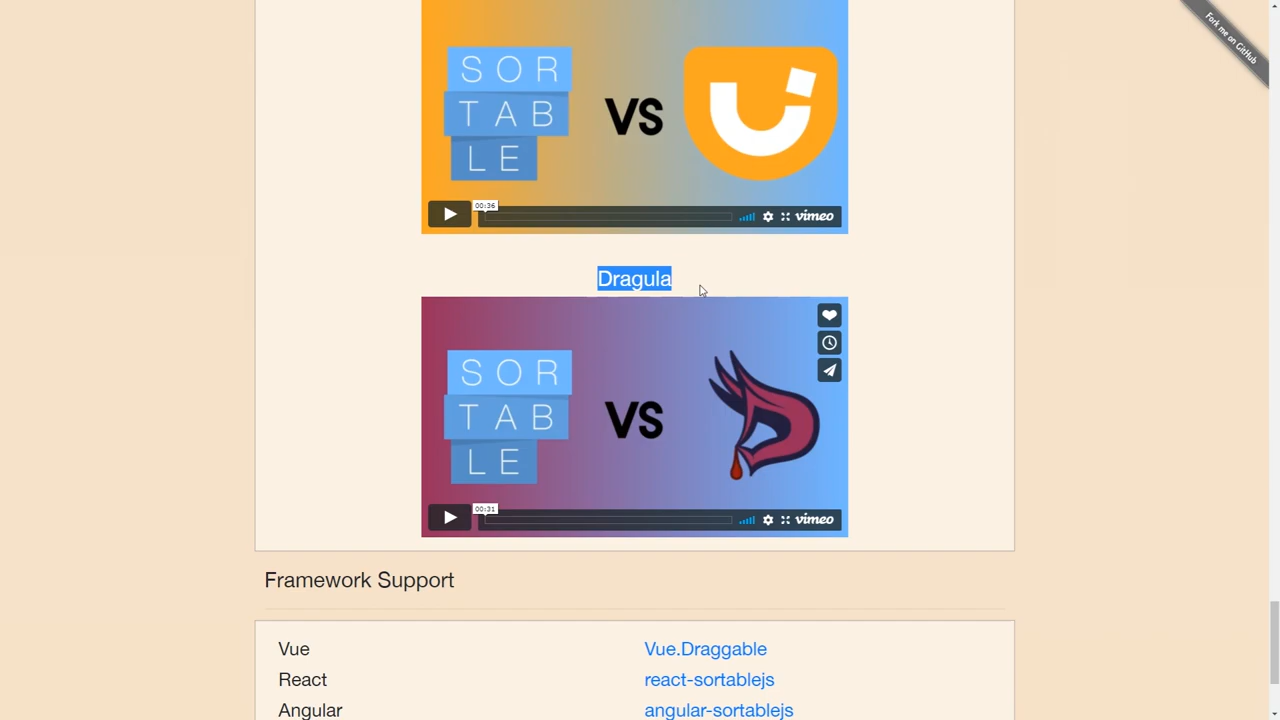 Fork me on GitHub
SOR
TAB
LE
VS
00:36
vimeo
Dragula
SOR
TAB
LE
VS
00:31
vimeo
Framework Support
Vue Vue.Draggable
React react-sortablejs
Angular angular-sortablejs